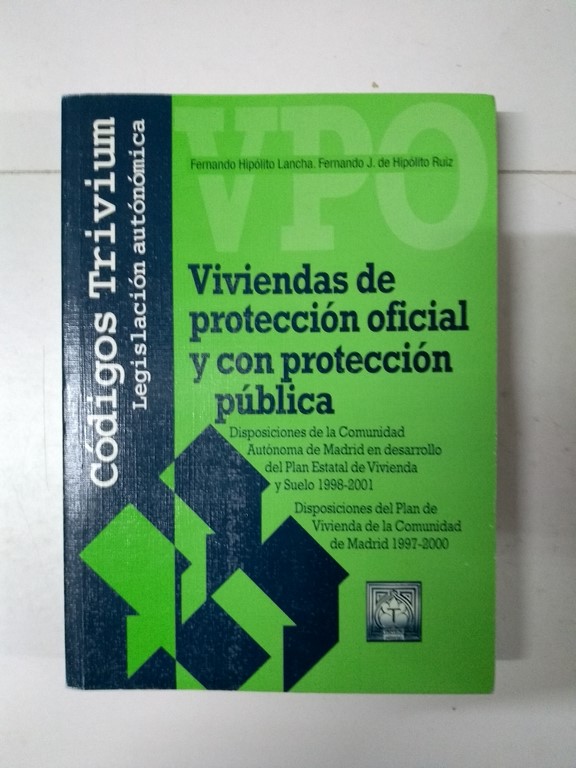 Códigos Trivium
Legislación autónómica
VPO
Fernando Hipólito Lancha. Fernando J. de Hipólito Ruiz
Viviendas de
protección oficial
y con protección
pública
Disposiciones de la Comunidad
Autónoma de Madrid en desarrollo
del Plan Estatal de Vivienda
y Suelo 1998-2001
Disposiciones del Plan de
Vivienda de la Comunidad
de Madrid 1997-2000